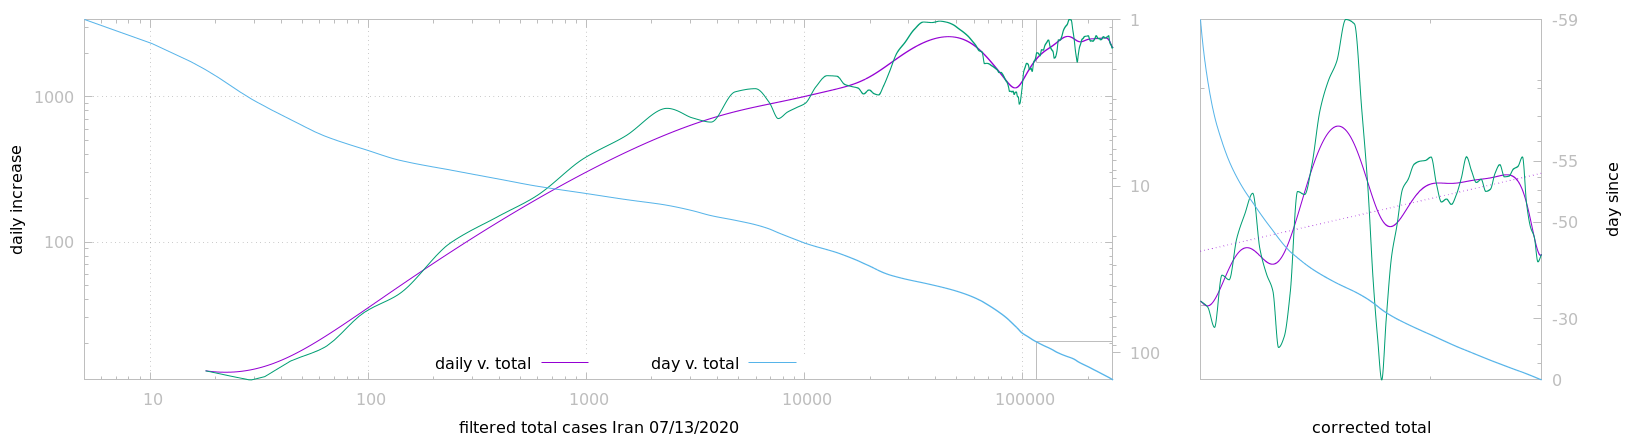 1
-59
1000
-55
10
-50
100
-30
100
0
daily increase
day since
daily v. total
day v. total
10
100
1000
10000
100000
filtered total cases Iran 07/13/2020
corrected total